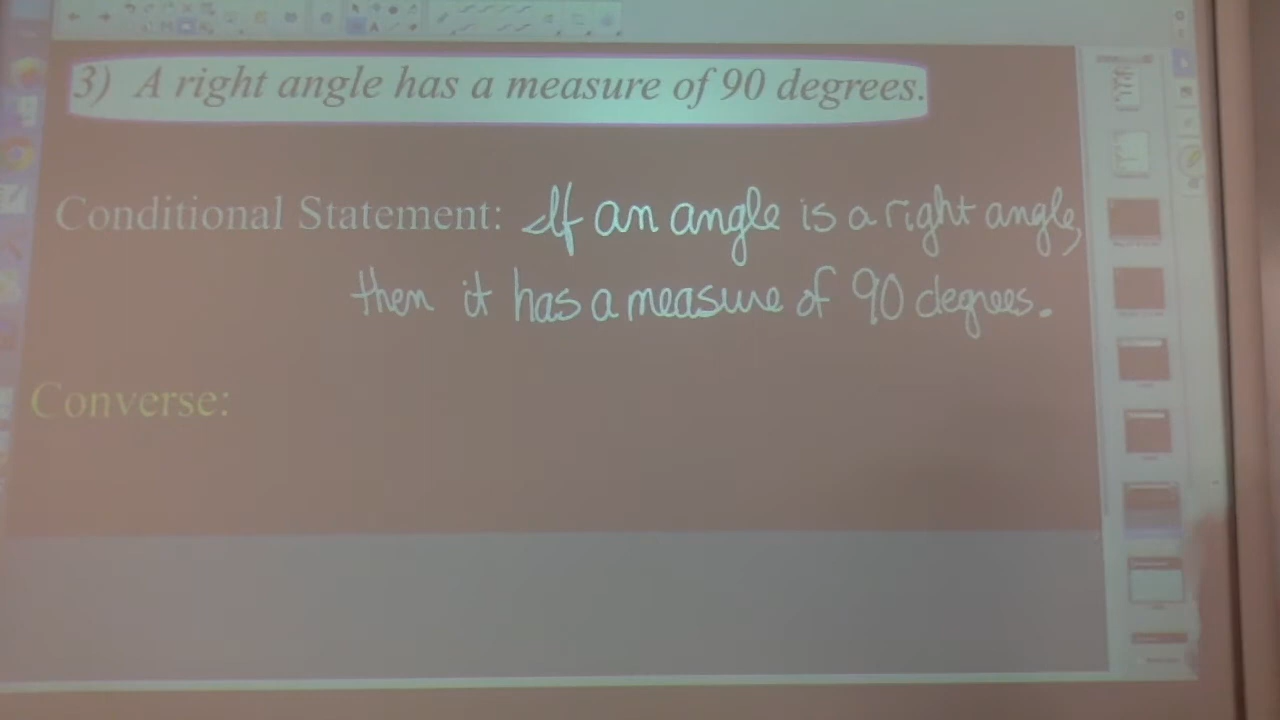 3) A right angle has a measure of 90 degrees.
Conditional Statement: If an angle is a right angle,
then it has a measure of 90 degrees.
Converse: